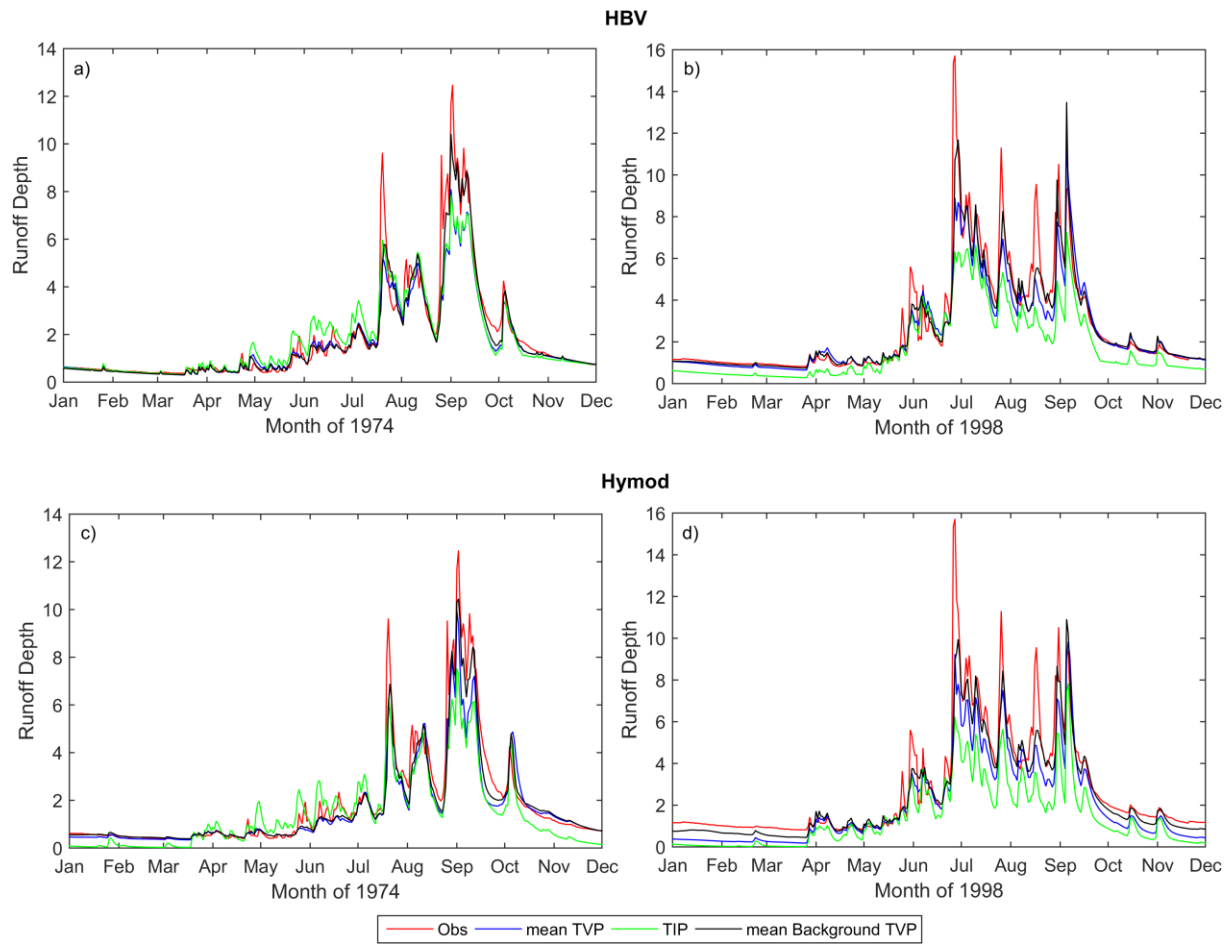 HBV
a)
14
12
10
8
6
4
2
0
Runoff Depth
Jan Feb Mar Apr May Jun Jul Aug Sep Oct Nov Dec
Month of 1974
b)
16
14
12
10
8
6
4
2
0
Runoff Depth
Jan Feb Mar Apr May Jun Jul Aug Sep Oct Nov Dec
Month of 1998
Hymod
c)
14
12
10
8
6
4
2
0
Runoff Depth
Jan Feb Mar Apr May Jun Jul Aug Sep Oct Nov Dec
Month of 1974
d)
16
14
12
10
8
6
4
2
0
Runoff Depth
Jan Feb Mar Apr May Jun Jul Aug Sep Oct Nov Dec
Month of 1998
Obs mean TVP TIP mean Background TVP